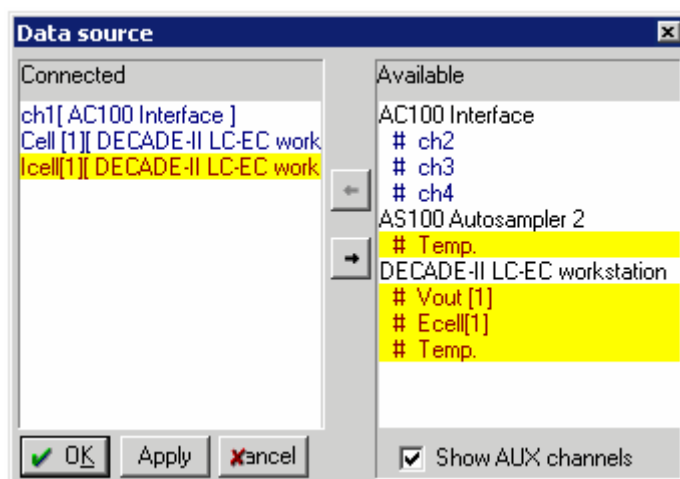 Data source
Connected
ch1[ AC100 Interface ]
Cell [1][ DECADE-II LC-EC work
Icell[1][ DECADE-II LC-EC work
Available
AC100 Interface
# ch2
# ch3
# ch4
AS100 Autosampler 2
# Temp.
DECADE-II LC-EC workstation
# Vout [1]
# Ecell[1]
# Temp.
OK
Apply
Xancel
Show AUX channels